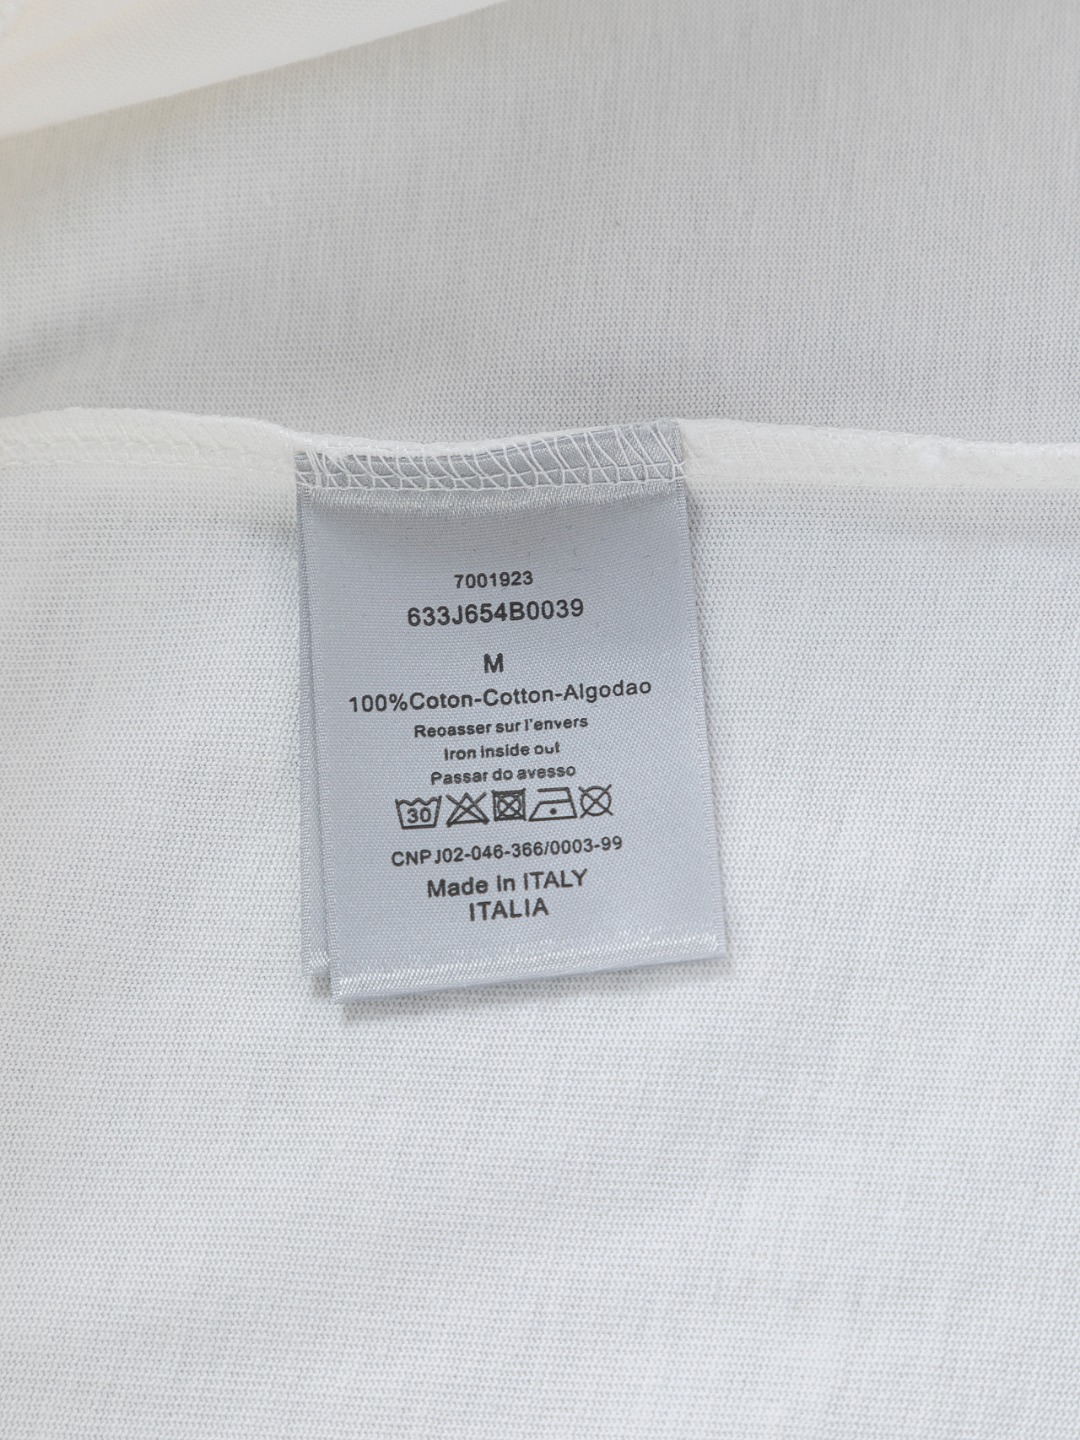 7001923
633J654B0039
M
100%Coton-Cotton-Algodao
Reoasser sur l'envers
Iron inside out
Passar do avesso
30
CNPJ02-046-366/0003-99
Made in ITALY
ITALIA